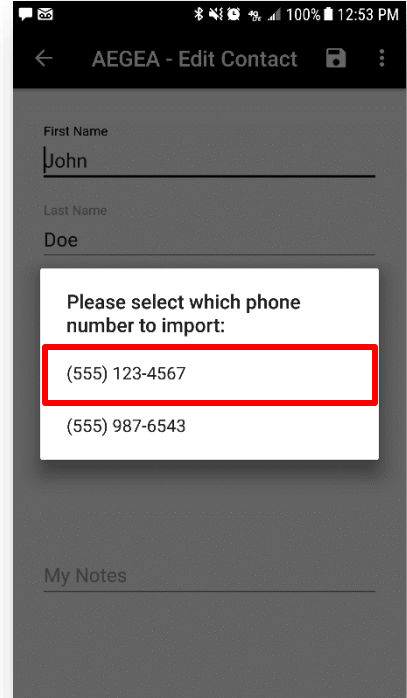 100% 12:53 PM
AEGEA - Edit Contact
First Name
John
Last Name
Doe
Please select which phone
number to import:
(555) 123-4567
(555) 987-6543
My Notes